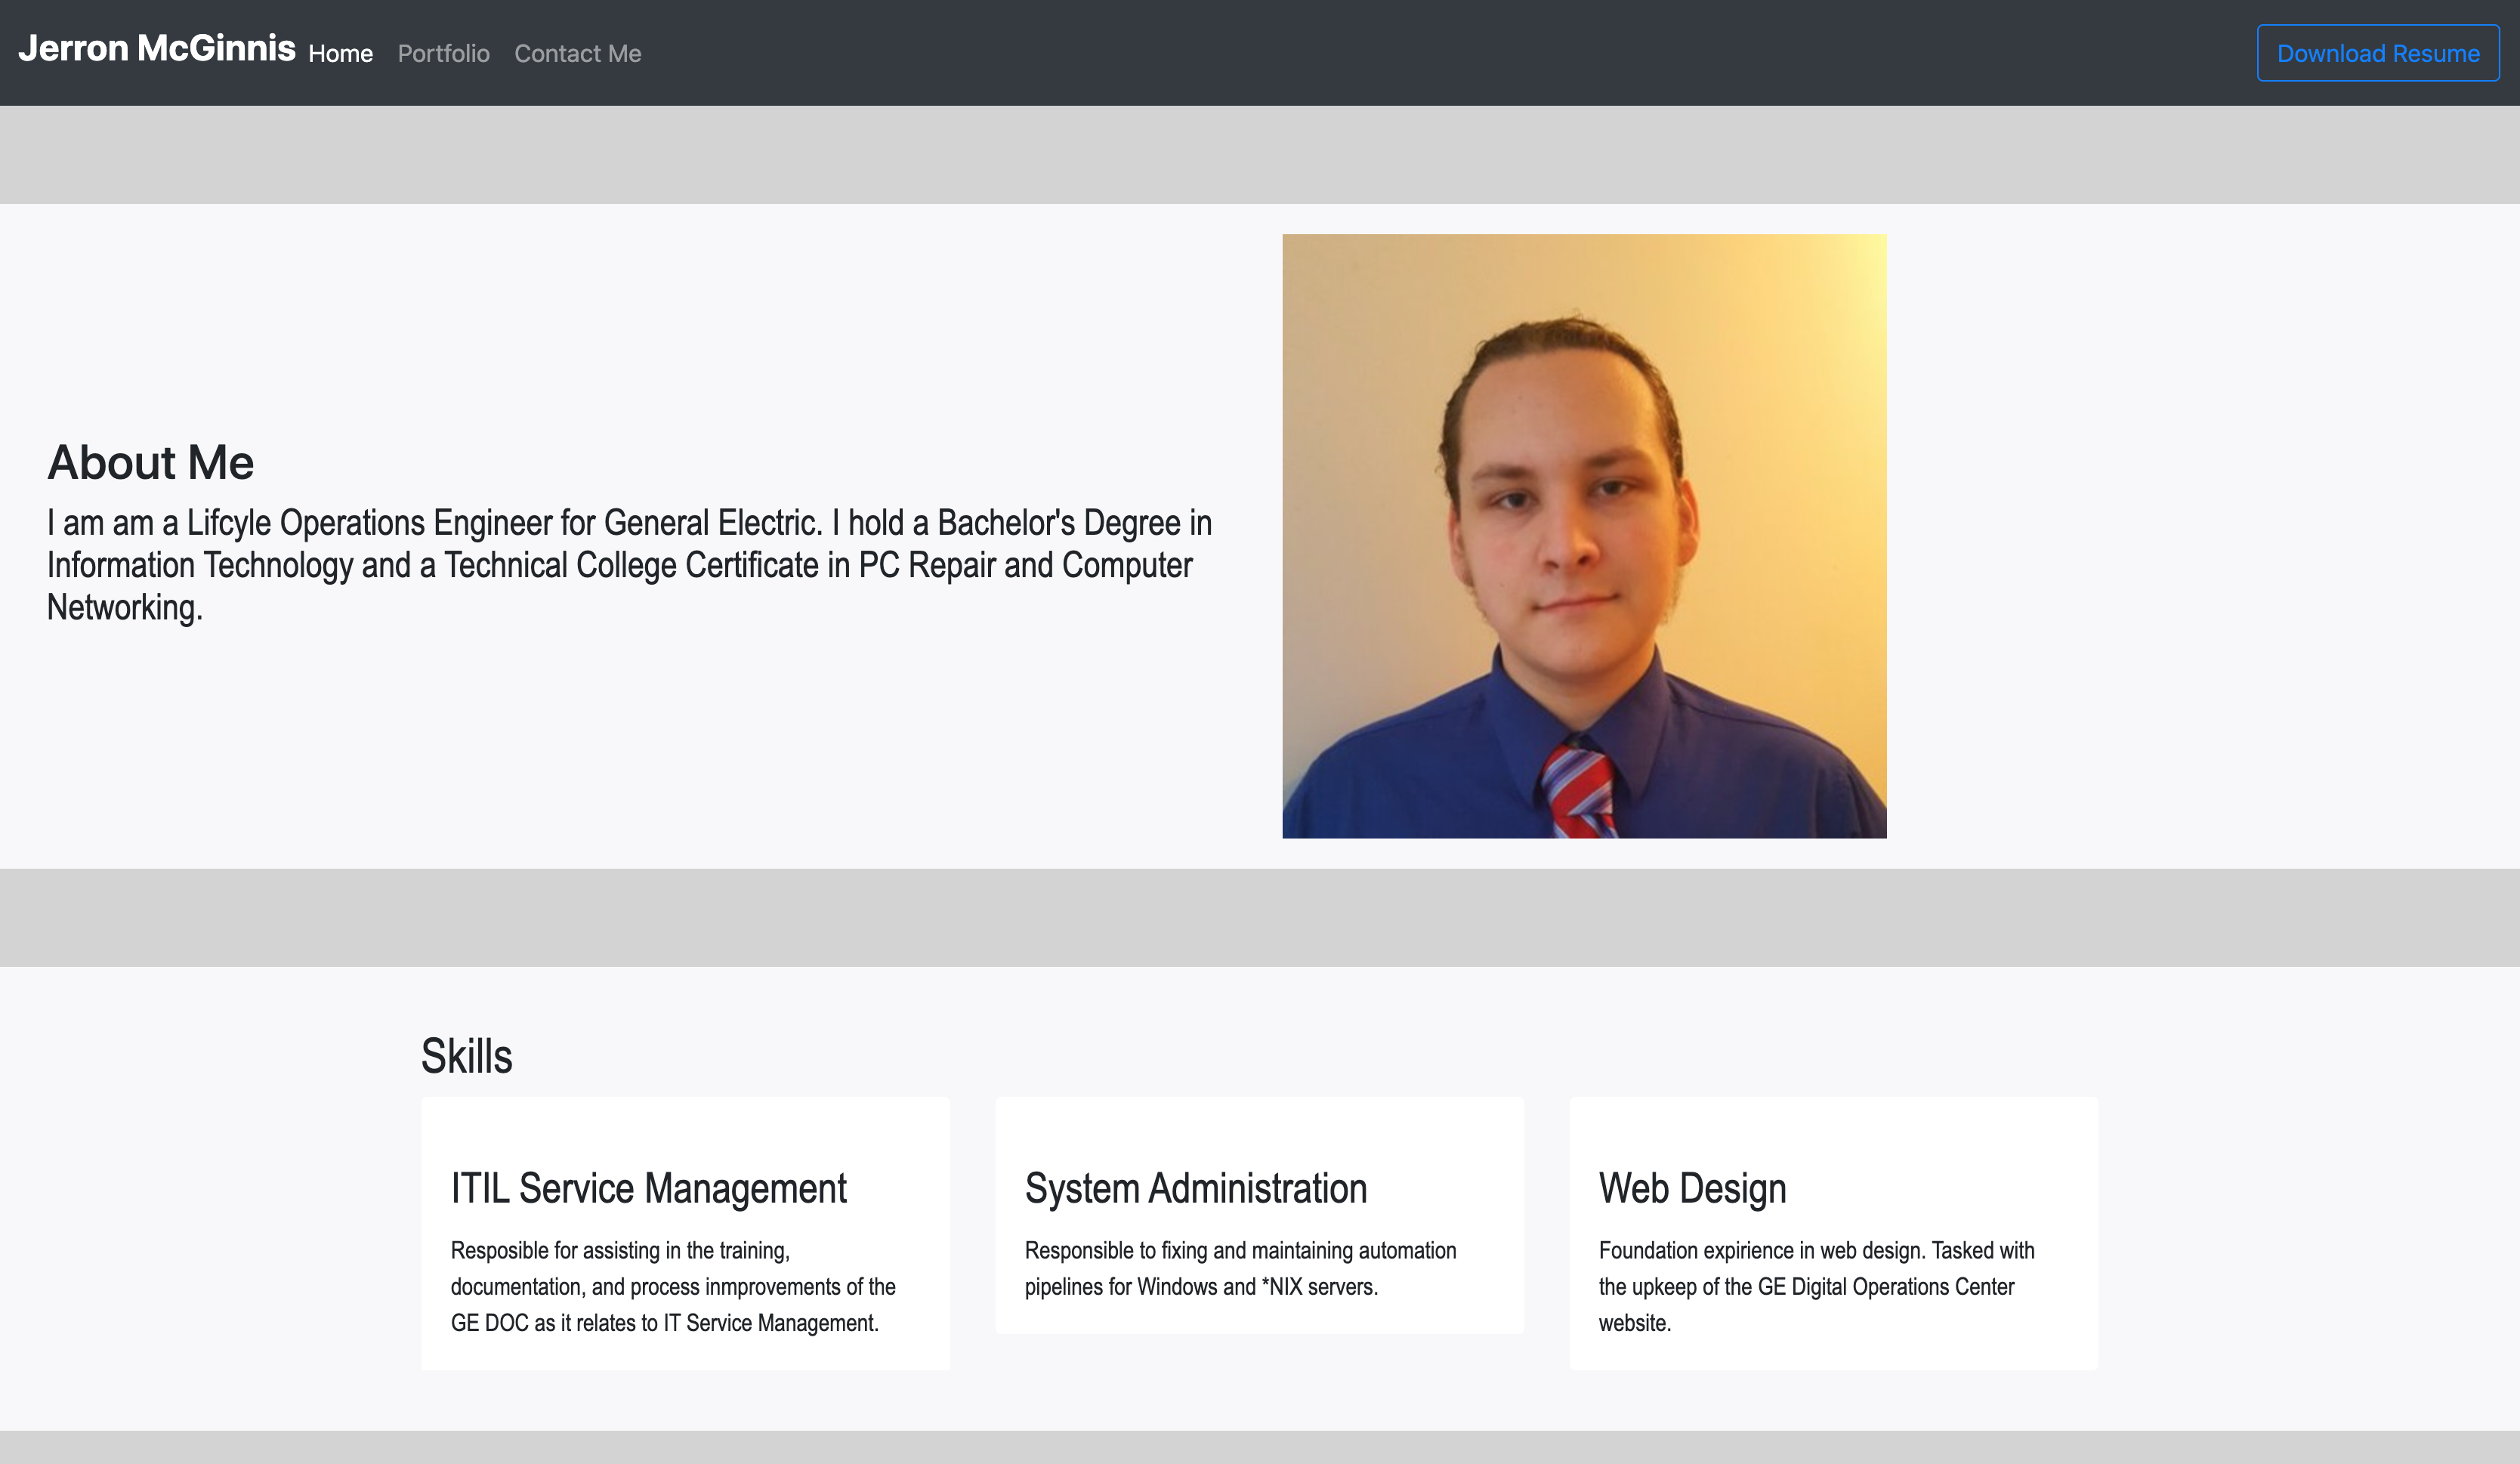 Jerron McGinnis Home Portfolio Contact Me Download Resume
About Me
I am am a Lifcyle Operations Engineer for General Electric. I hold a Bachelor's Degree in
Information Technology and a Technical College Certificate in PC Repair and Computer
Networking.
Skills
ITIL Service Management
Resposible for assisting in the training,
documentation, and process inmprovements of the
GE DOC as it relates to IT Service Management.
System Administration
Responsible to fixing and maintaining automation
pipelines for Windows and *NIX servers.
Web Design
Foundation expirience in web design. Tasked with
the upkeep of the GE Digital Operations Center
website.